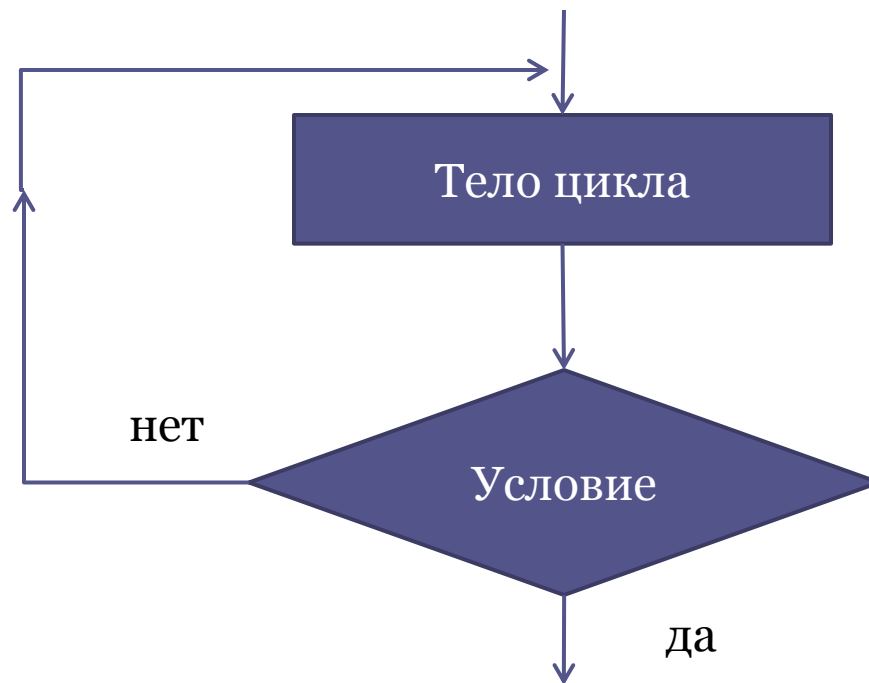 Тело цикла
нет
Условие
да